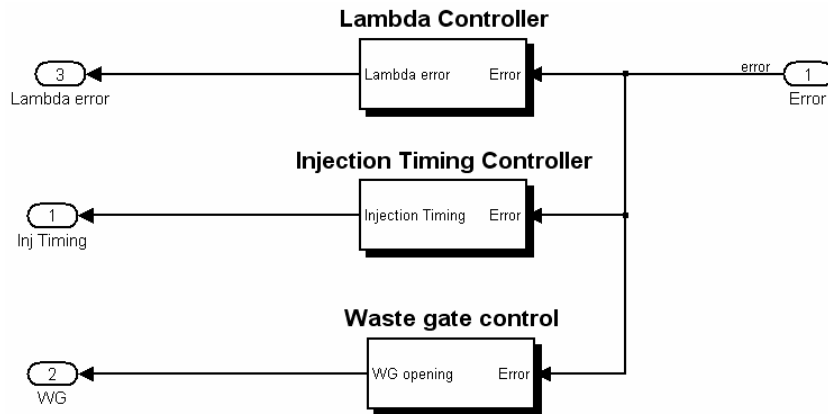 Lambda Controller
3
Lambda error
Error
error
1
Lambda error
Error
Injection Timing Controller
1
Injection Timing
Error
Inj Timing
Waste gate control
2
WG opening
Error
WG